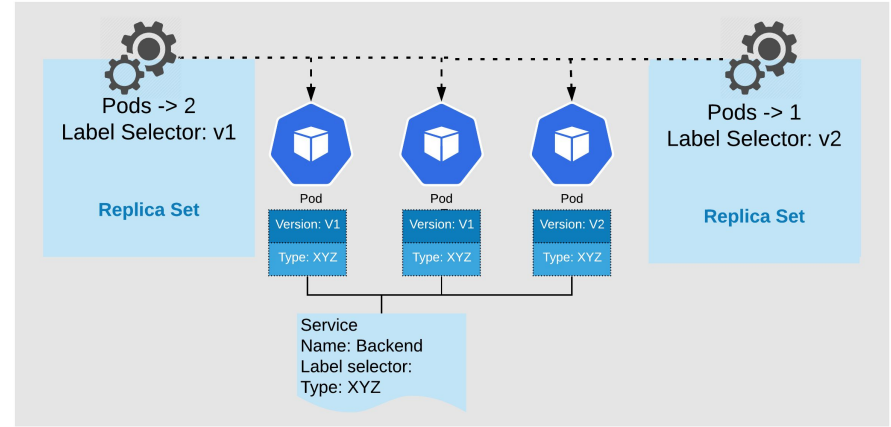 Pods -> 2
Label Selector: v1
Replica Set
Pod
Version: V1
Type: XYZ
Pod
Version: V1
Type: XYZ
Pod
Version: V2
Type: XYZ
Pods -> 1
Label Selector: v2
Replica Set
Service
Name: Backend
Label selector:
Type: XYZ